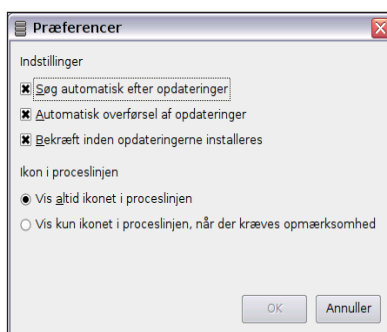 Præferencer
Indstillinger
Søg automatisk efter opdateringer
Automatisk overførsel af opdateringer
Bekræft inden opdateringerne installeres
Ikon i proceslinjen
Vis altid ikonet i proceslinjen
Vis kun ikonet i proceslinjen, når der kræves opmærksomhed
OK Annuller